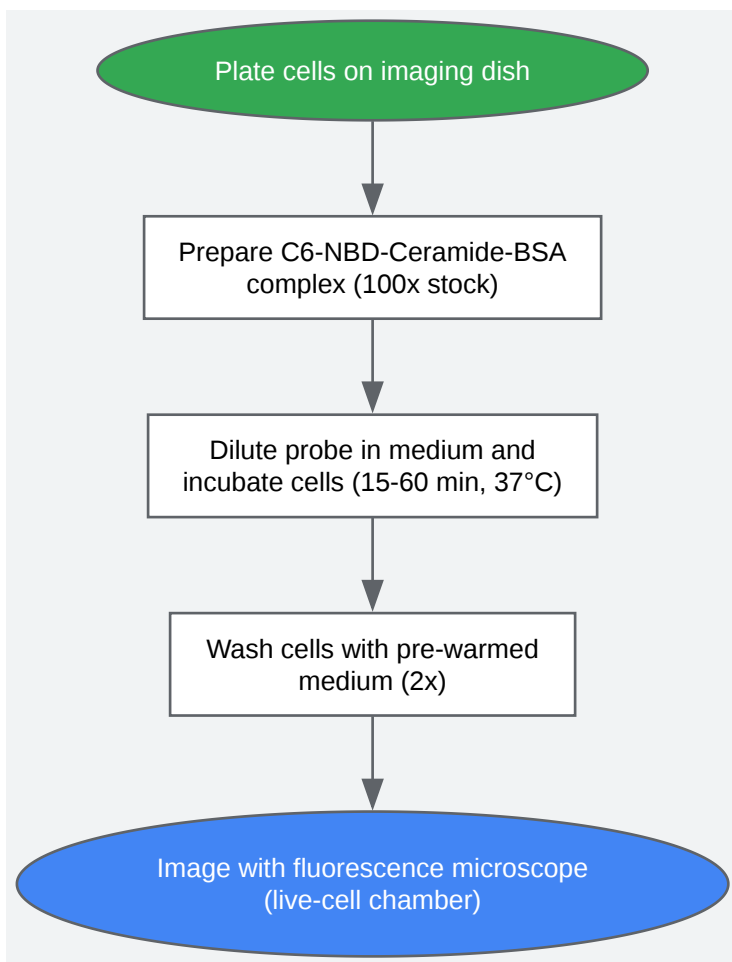 Plate cells on imaging dish
Prepare C6-NBD-Ceramide-BSA
complex (100x stock)
Dilute probe in medium and
incubate cells (15-60 min, 37°C)
Wash cells with pre-warmed
medium (2x)
Image with fluorescence microscope
(live-cell chamber)